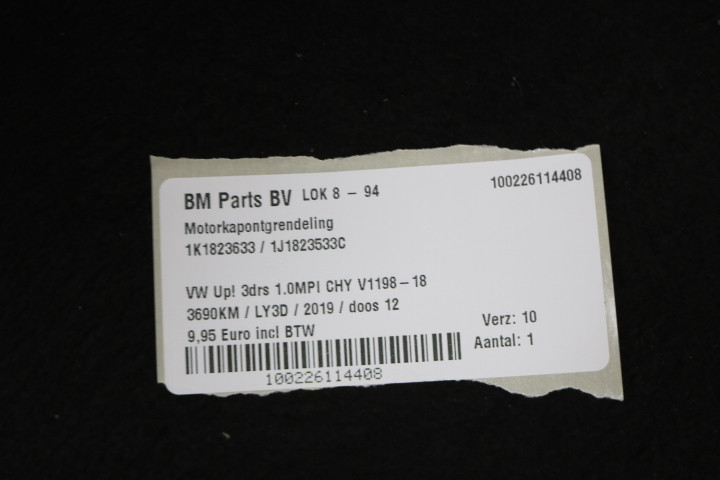 BM Parts BV LOK 8 - 94 100226114408
Motorkapontgrendeling
1K1823633 / 1J1823533C
VW Up! 3drs 1.0MPI CHY V1198-18
3690KM / LY3D / 2019 / doos 12
9,95 Euro incl BTW Verz: 10
Aantal: 1
100226114408